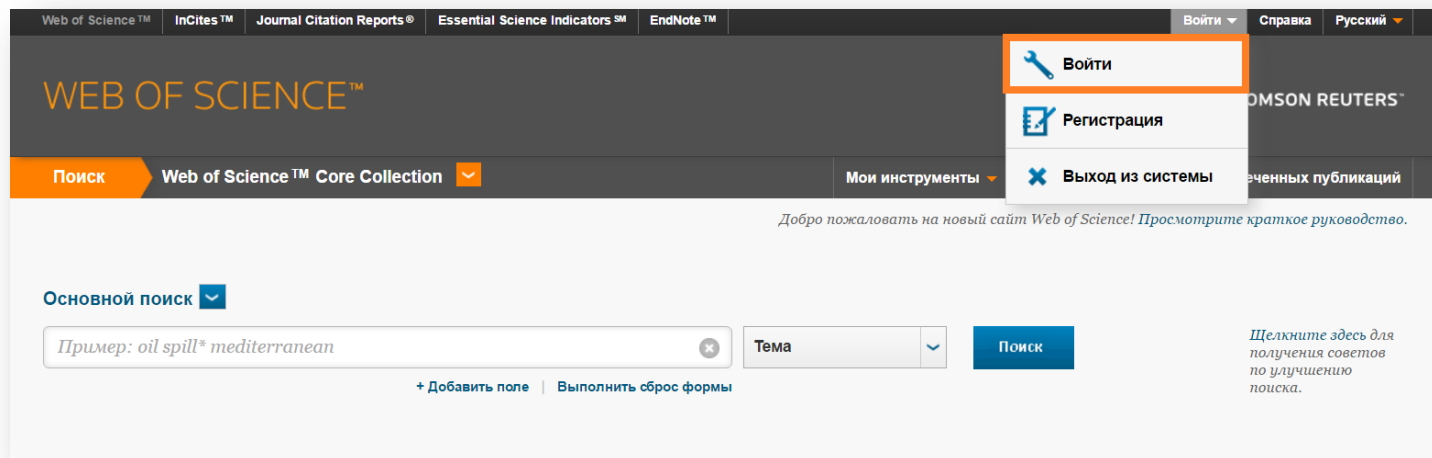 Web of Science™ InCites™ Journal Citation Reports® Essential Science Indicators℠ EndNote™ Войти Справка Русский
Войти
WEB OF SCIENCE™
OMSON REUTERS™
Регистрация
Поиск Web of Science™ Core Collection Мои инструменты Выход из системы еченных публикаций
Добро пожаловать на новый сайт Web of Science! Просмотрите краткое руководство.
Основной поиск
Пример: oil spill* mediterranean Тема Поиск
Щелкните здесь для
получения советов
по улучшению
поиска.
+ Добавить поле | Выполнить сброс формы